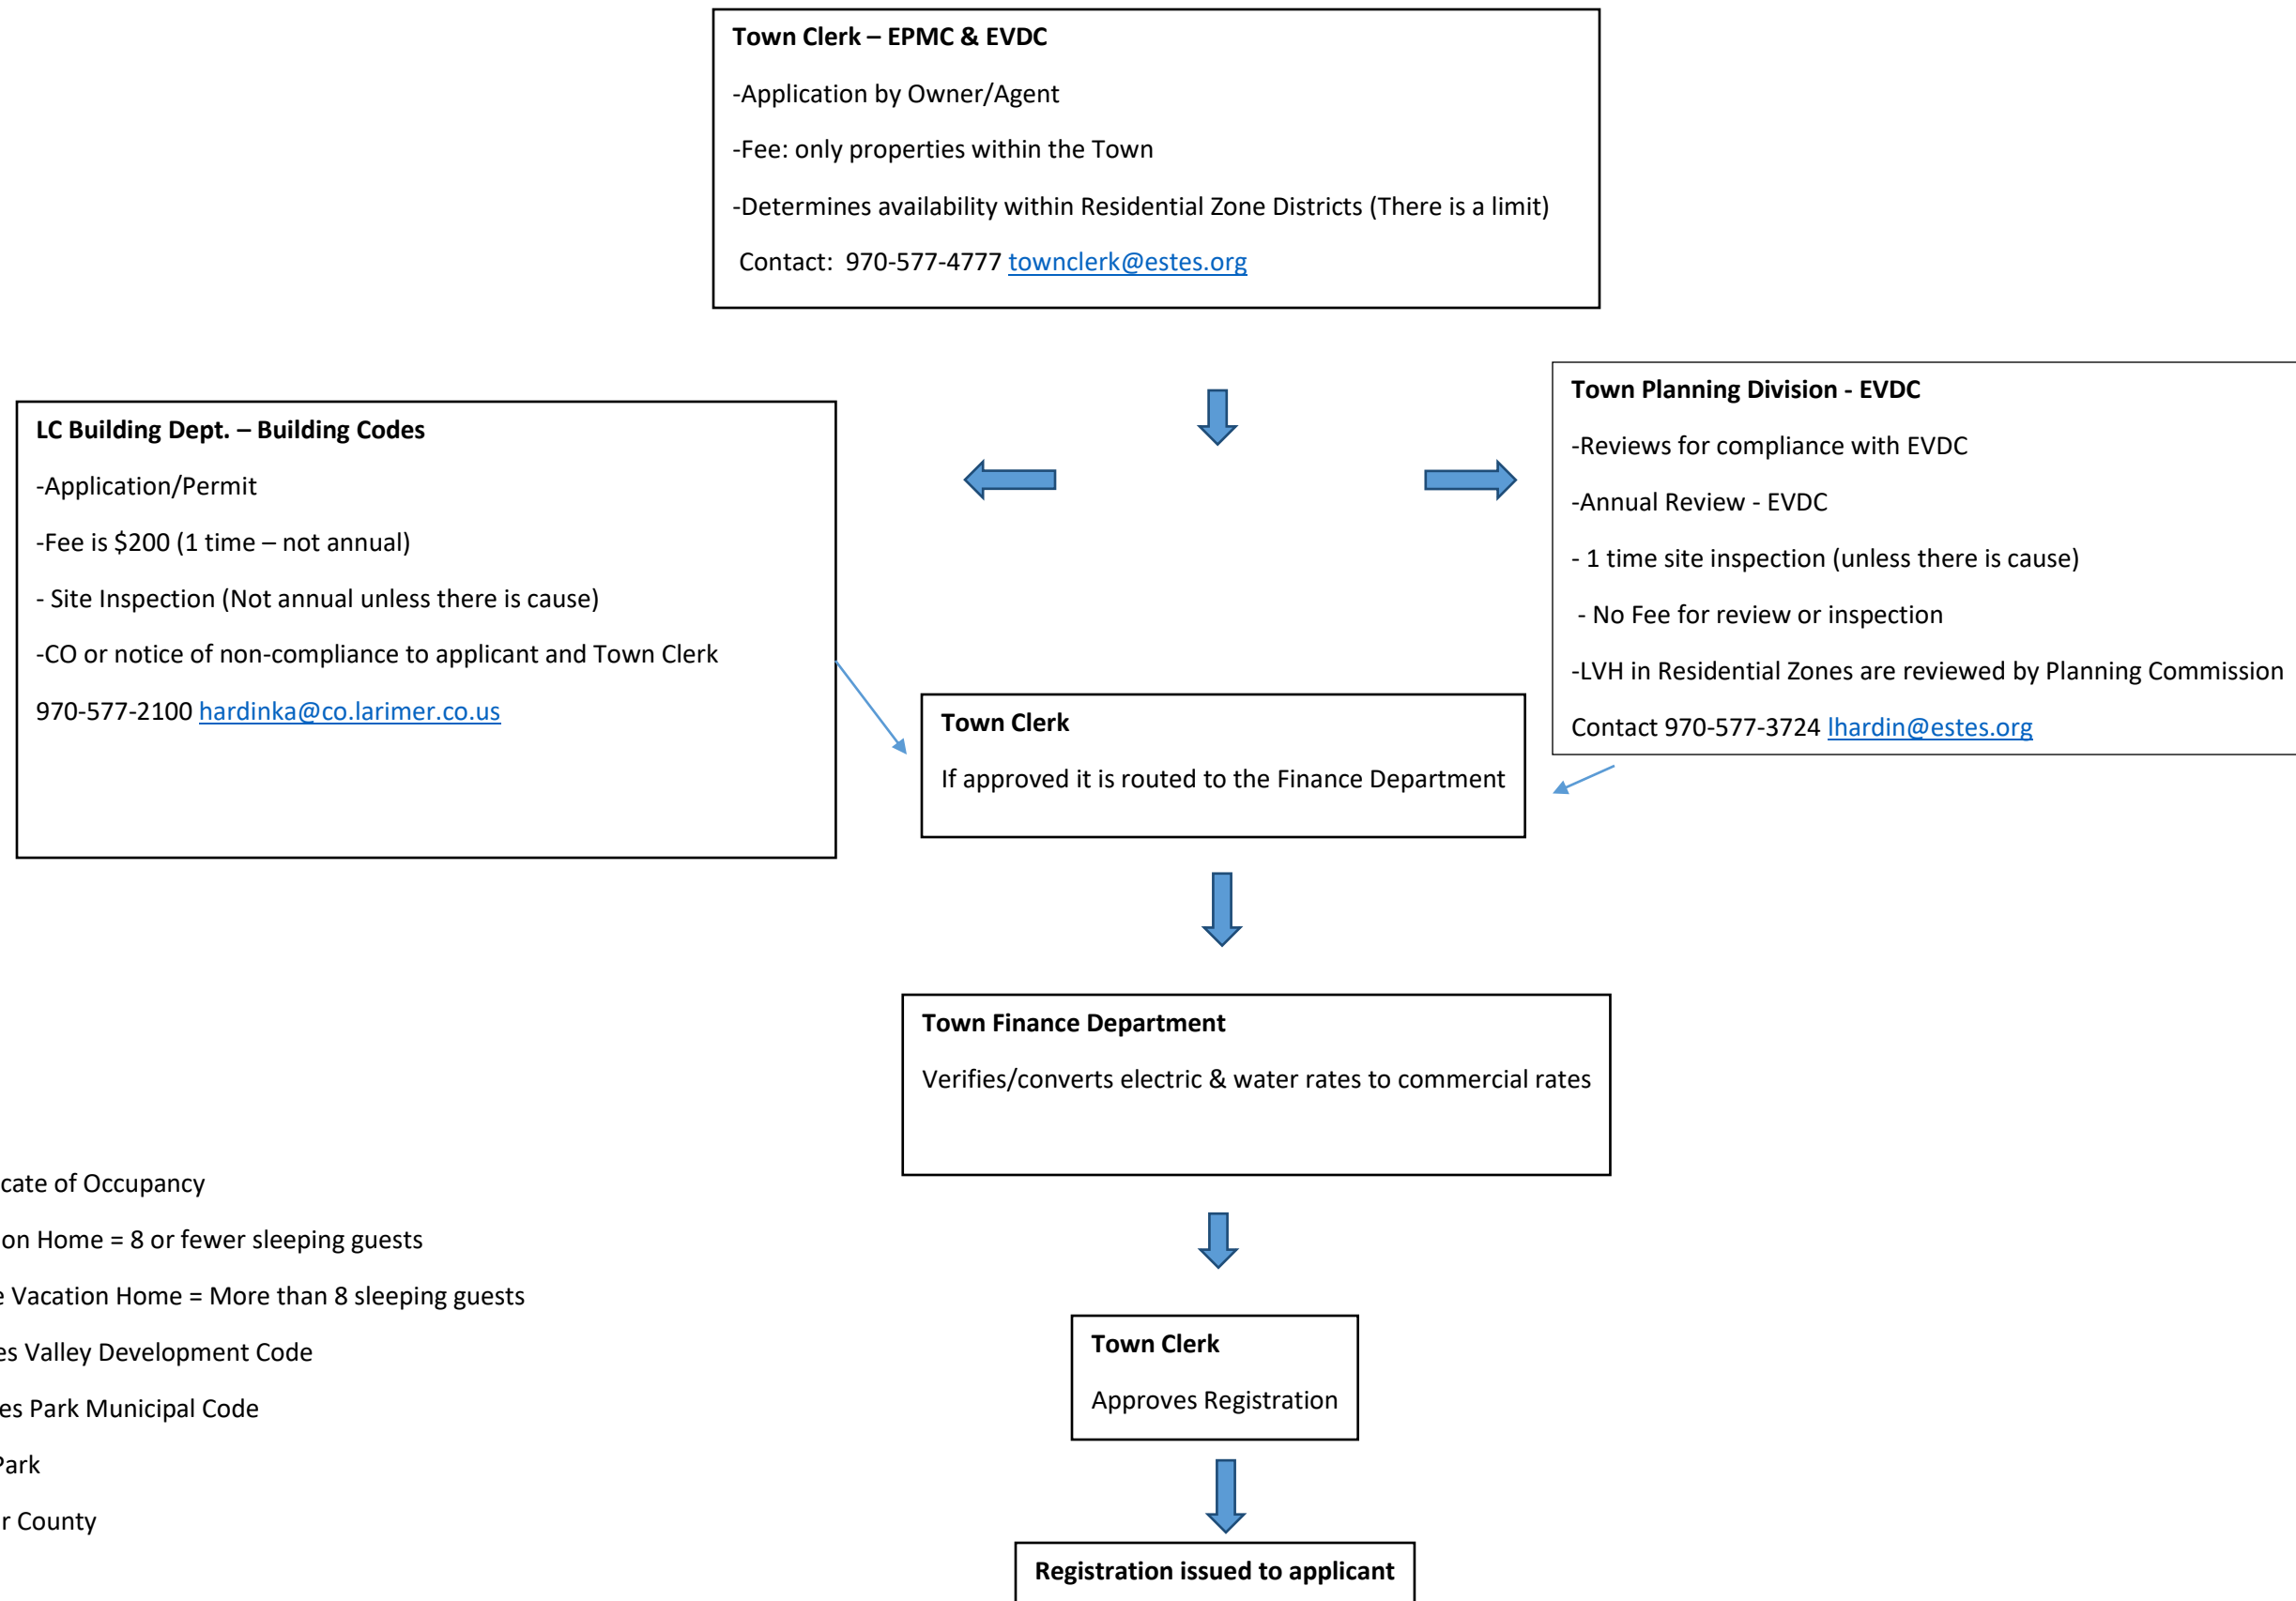 Town Clerk – EPMC & EVDC
-Application by Owner/Agent
-Fee: only properties within the Town
-Determines availability within Residential Zone Districts (There is a limit)
Contact: 970-577-4777 townclerk@estes.org
LC Building Dept. – Building Codes
-Application/Permit
-Fee is $200 (1 time – not annual)
- Site Inspection (Not annual unless there is cause)
-CO or notice of non-compliance to applicant and Town Clerk
970-577-2100 hardinka@co.larimer.co.us
Town Planning Division - EVDC
-Reviews for compliance with EVDC
-Annual Review - EVDC
- 1 time site inspection (unless there is cause)
- No Fee for review or inspection
-LVH in Residential Zones are reviewed by Planning Commission
Contact 970-577-3724 lhardin@estes.org
Town Clerk
If approved it is routed to the Finance Department
Town Finance Department
Verifies/converts electric & water rates to commercial rates
Town Clerk
Approves Registration
Registration issued to applicant
cate of Occupancy
on Home = 8 or fewer sleeping guests
e Vacation Home = More than 8 sleeping guests
es Valley Development Code
es Park Municipal Code
Park
r County